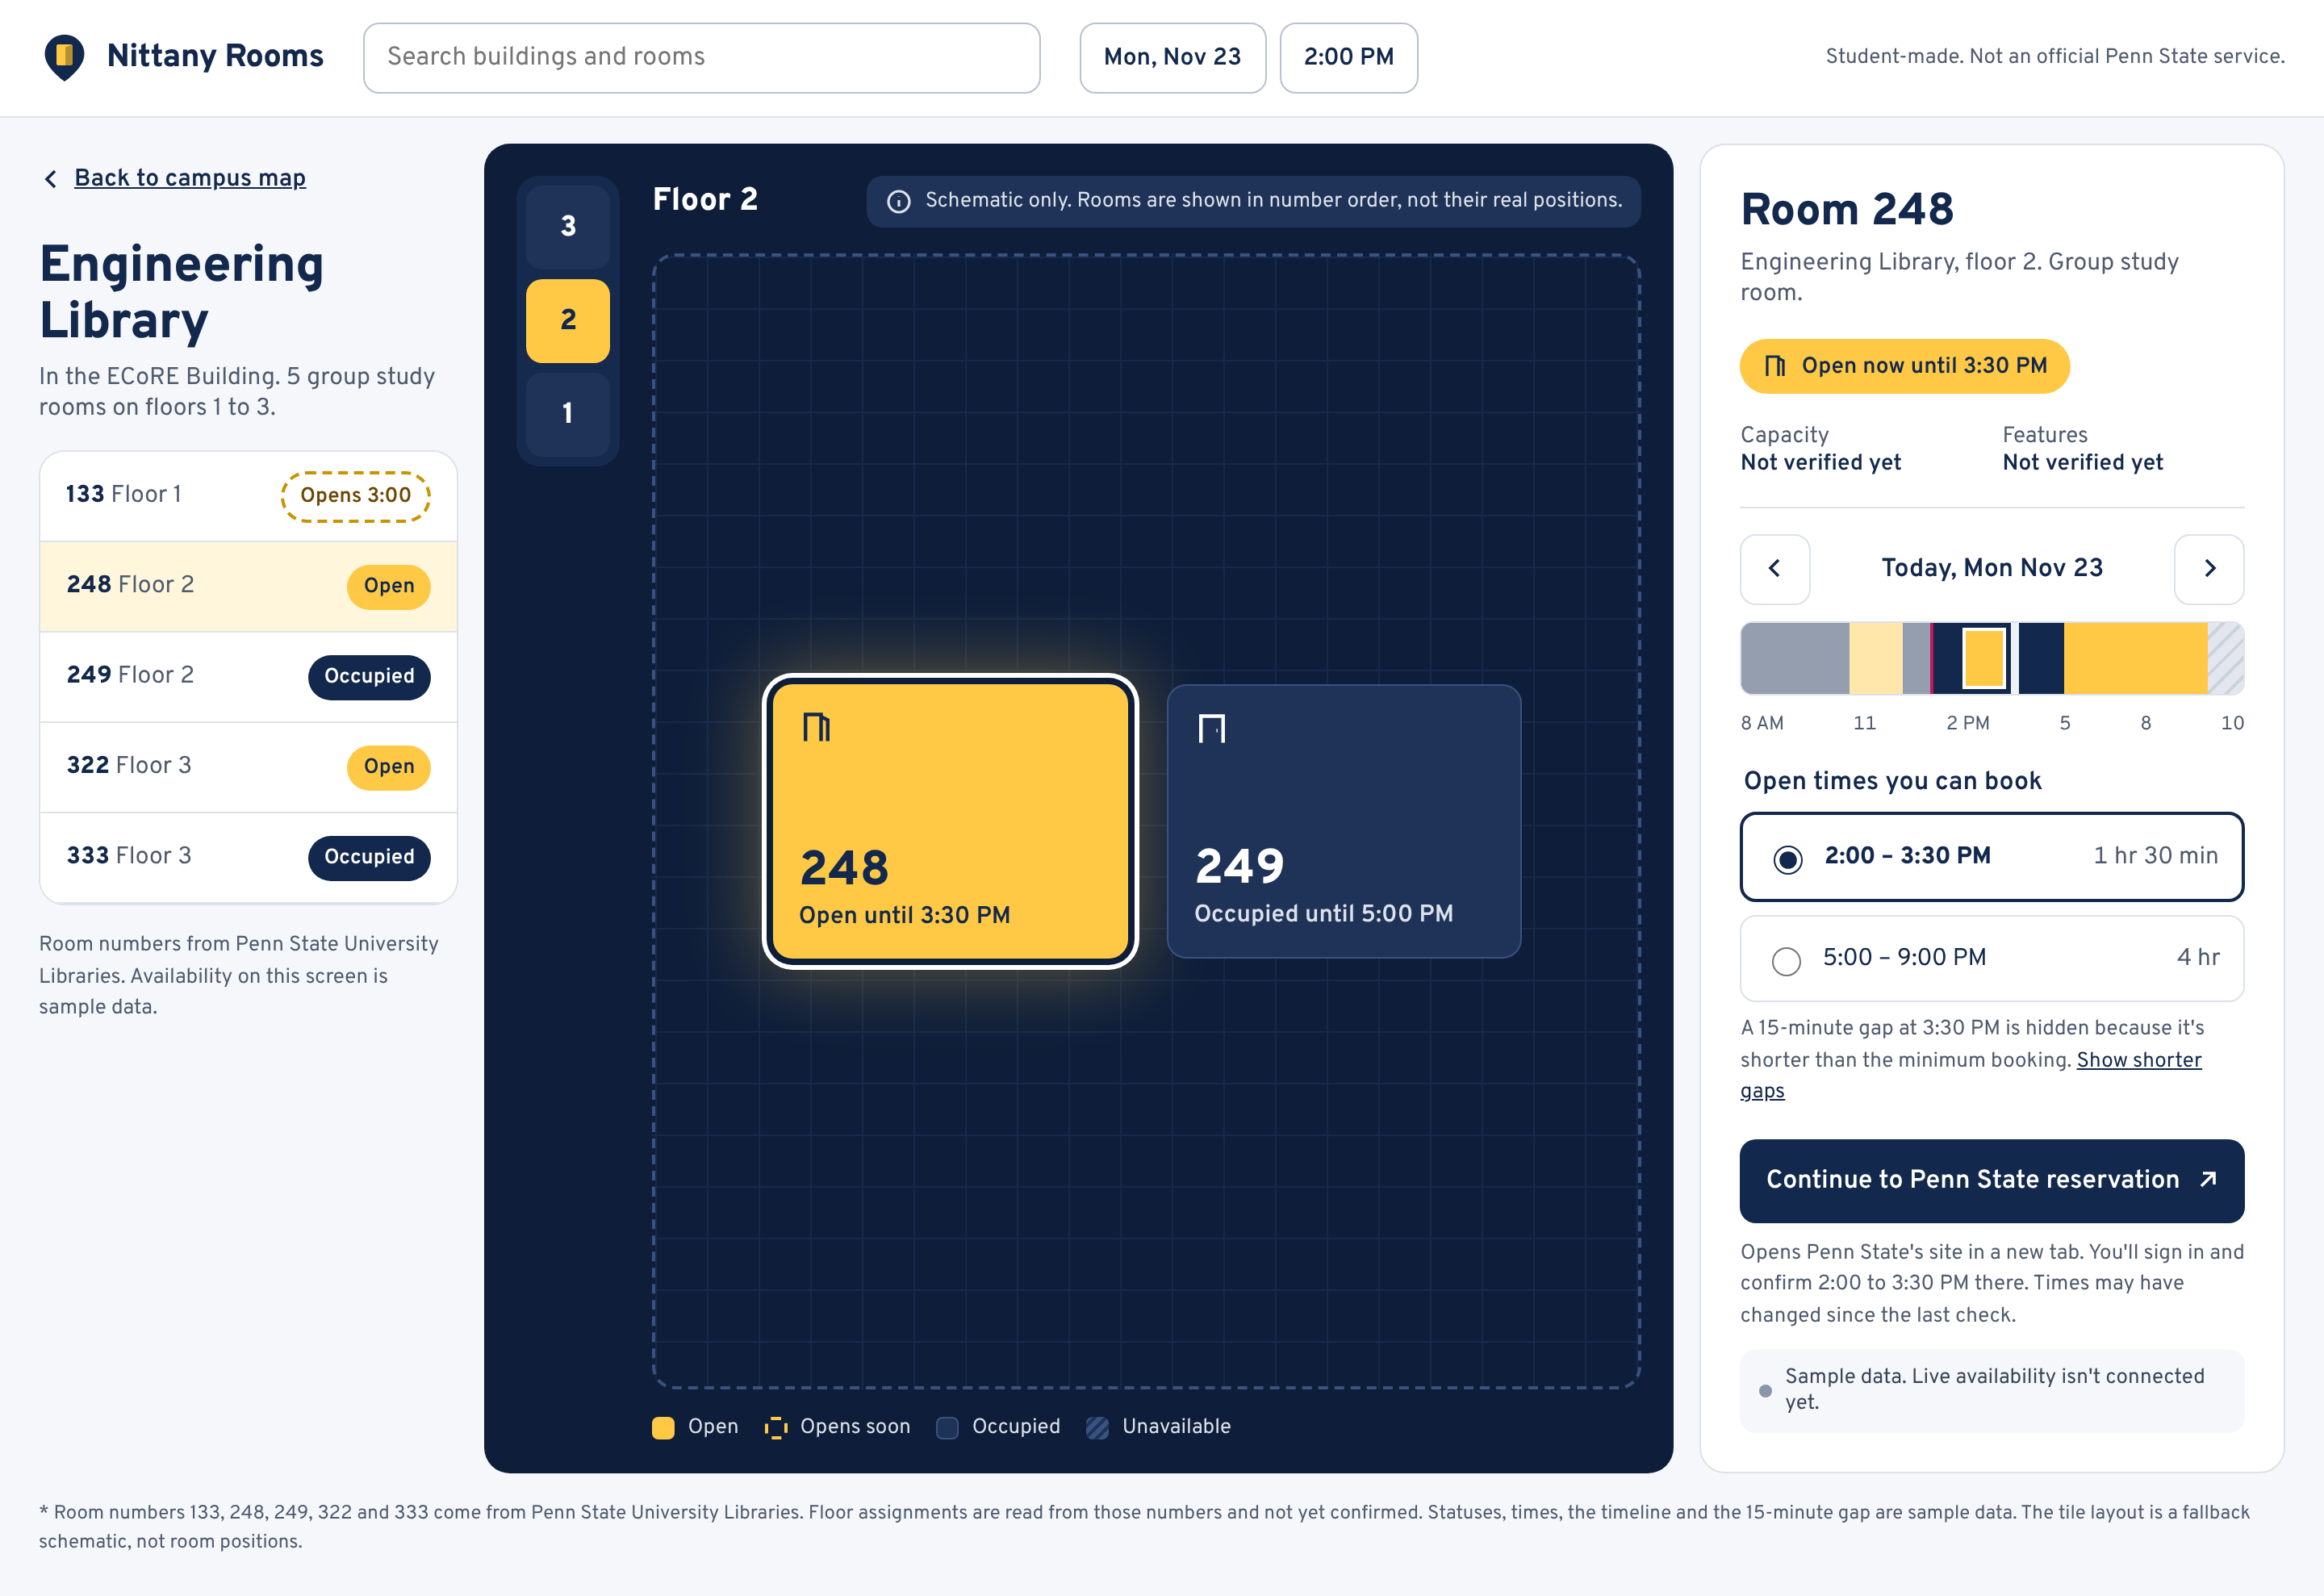 Nittany Rooms
Search buildings and rooms
Mon, Nov 23
2:00 PM
Student-made. Not an official Penn State service.
Back to campus map
Engineering
Library
In the ECoRE Building. 5 group study
rooms on floors 1 to 3.
133 Floor 1
Opens 3:00
248 Floor 2
Open
249 Floor 2
Occupied
322 Floor 3
Open
333 Floor 3
Occupied
Room numbers from Penn State University
Libraries. Availability on this screen is
sample data.
3
2
1
Floor 2
Schematic only. Rooms are shown in number order, not their real positions.
248
Open until 3:30 PM
249
Occupied until 5:00 PM
Open
Opens soon
Occupied
Unavailable
Room 248
Engineering Library, floor 2. Group study
room.
Open now until 3:30 PM
Capacity
Not verified yet
Features
Not verified yet
Today, Mon Nov 23
8 AM
11
2 PM
5
8
10
Open times you can book
2:00 – 3:30 PM
1 hr 30 min
5:00 – 9:00 PM
4 hr
A 15-minute gap at 3:30 PM is hidden because it's
shorter than the minimum booking. Show shorter
gaps
Continue to Penn State reservation
Opens Penn State's site in a new tab. You'll sign in and
confirm 2:00 to 3:30 PM there. Times may have
changed since the last check.
Sample data. Live availability isn't connected
yet.
* Room numbers 133, 248, 249, 322 and 333 come from Penn State University Libraries. Floor assignments are read from those numbers and not yet confirmed. Statuses, times, the timeline and the 15-minute gap are sample data. The tile layout is a fallback
schematic, not room positions.